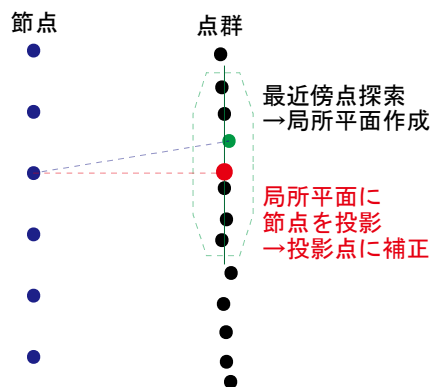 節点
点群
最近傍点探索
→局所平面作成
局所平面に
節点を投影
→投影点に補正